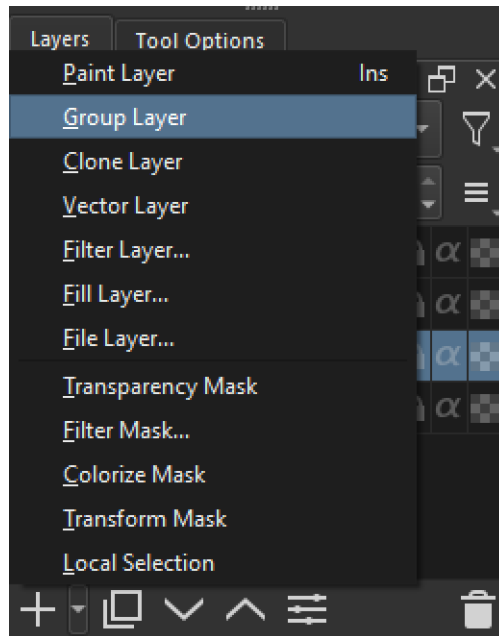 Layers Tool Options
Paint Layer Ins
Group Layer
Clone Layer
Vector Layer
Filter Layer...
Fill Layer...
File Layer...
Transparency Mask
Filter Mask...
Colorize Mask
Transform Mask
Local Selection